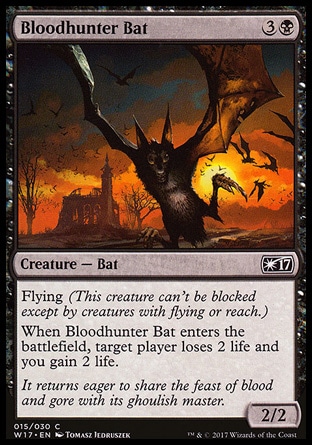 Bloodhunter Bat 3
Creature — Bat
17
Flying (This creature can't be blocked
except by creatures with flying or reach.)
When Bloodhunter Bat enters the
battlefield, target player loses 2 life and
you gain 2 life.
It returns eager to share the feast of blood
and gore with its ghoulish master.
2/2
015/030 C
W17 • EN Tomasz Jedruszek
™ & © 2017 Wizards of the Coast